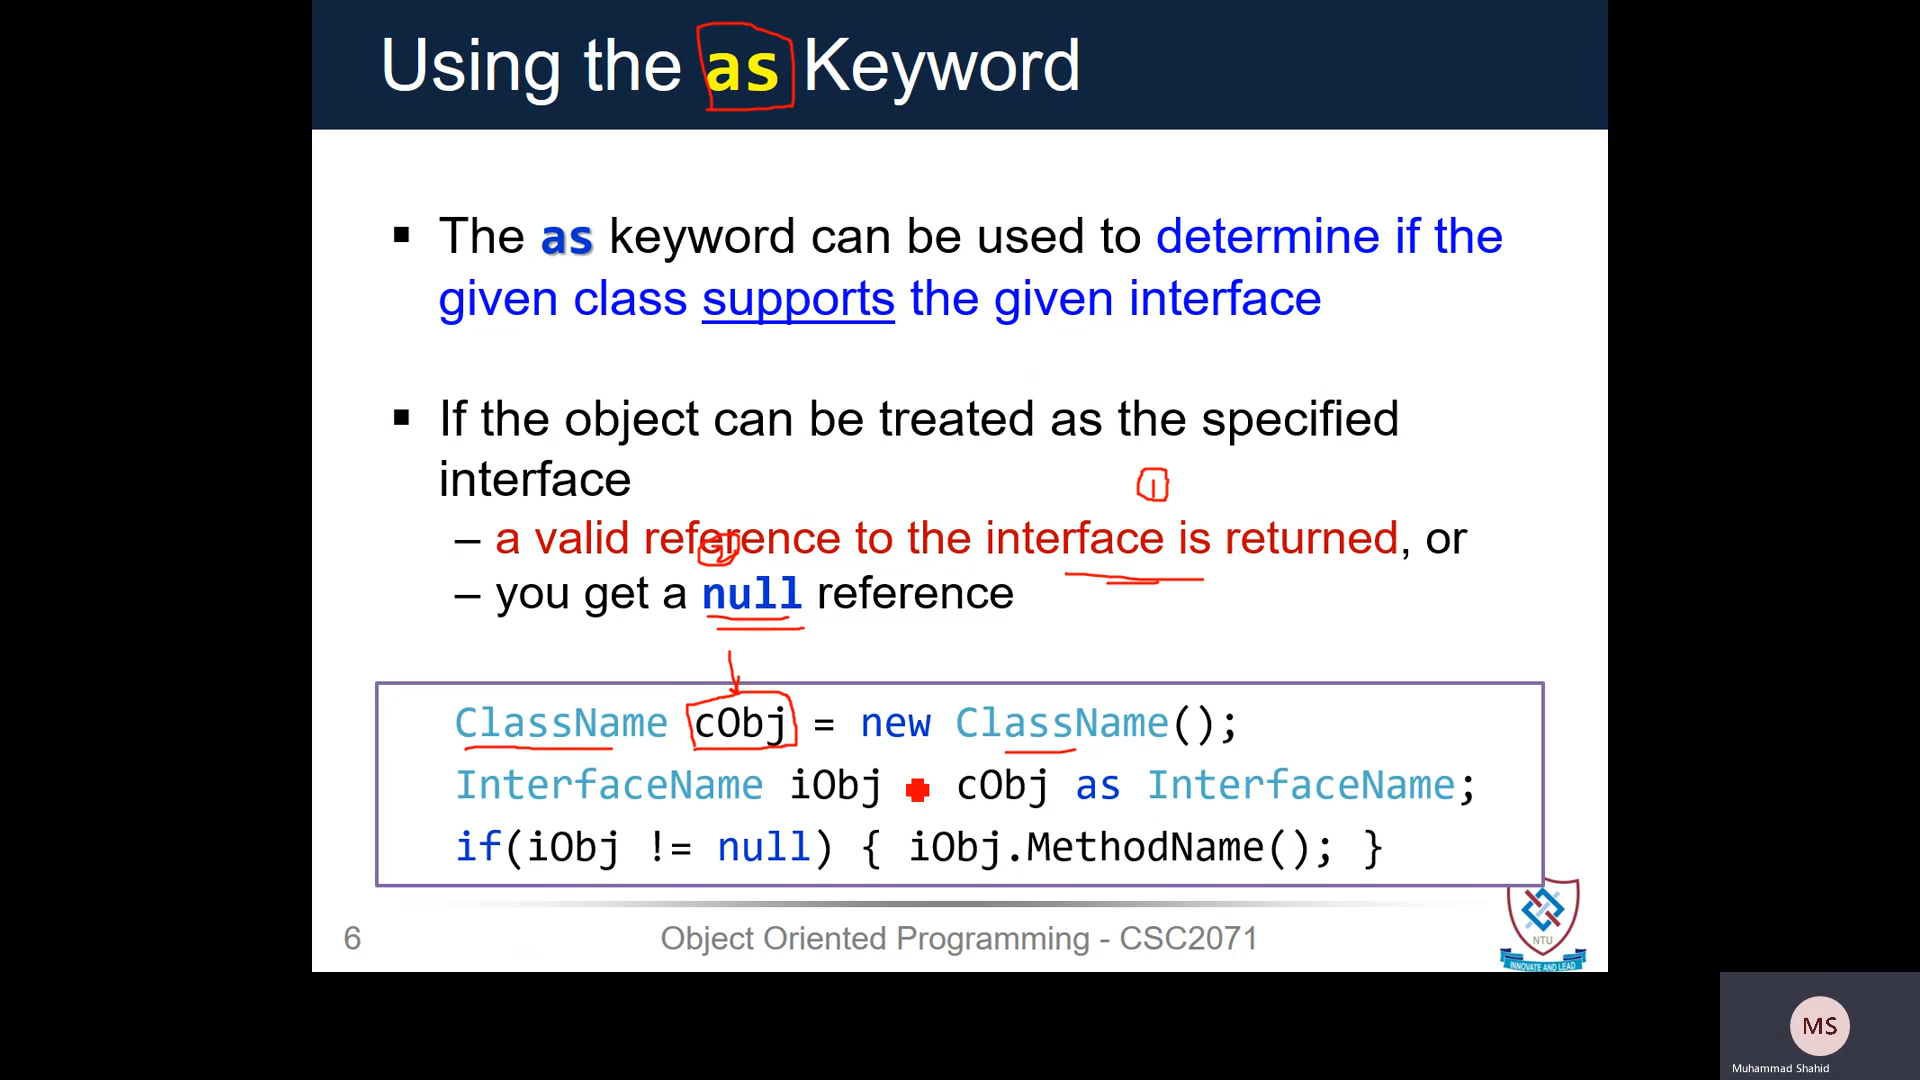 Using the as Keyword
▪ The as keyword can be used to determine if the
given class supports the given interface
▪ If the object can be treated as the specified
interface
1
– a valid reference to the interface is returned, or
2
– you get a null reference
ClassName cObj = new ClassName();
InterfaceName iObj cObj as InterfaceName;
if(iObj != null) { iObj.MethodName(); }
NTU
INNOVATE AND LEAD
6
Object Oriented Programming - CSC2071
MS
Muhammad Shahid